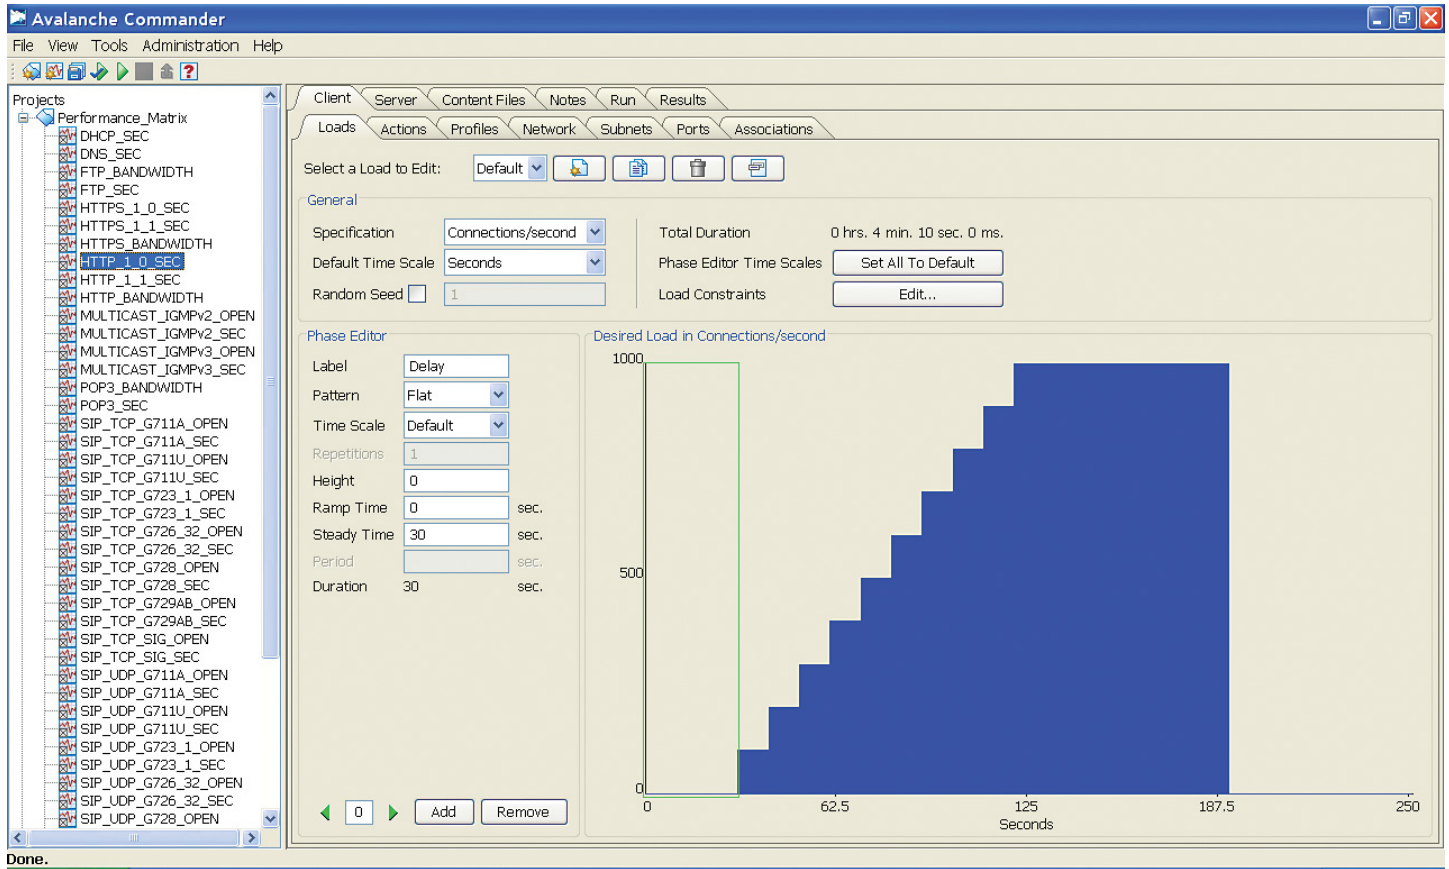 Avalanche Commander
File View Tools Administration Help
Projects
Performance_Matrix
DHCP_SEC
DNS_SEC
FTP_BANDWIDTH
FTP_SEC
HTTPS_1_0_SEC
HTTPS_1_1_SEC
HTTPS_BANDWIDTH
HTTP_1_0_SEC
HTTP_1_1_SEC
HTTP_BANDWIDTH
MULTICAST_IGMPv2_OPEN
MULTICAST_IGMPv2_SEC
MULTICAST_IGMPv3_OPEN
MULTICAST_IGMPv3_SEC
POP3_BANDWIDTH
POP3_SEC
SIP_TCP_G711A_OPEN
SIP_TCP_G711A_SEC
SIP_TCP_G711U_OPEN
SIP_TCP_G711U_SEC
SIP_TCP_G723_1_OPEN
SIP_TCP_G723_1_SEC
SIP_TCP_G726_32_OPEN
SIP_TCP_G726_32_SEC
SIP_TCP_G728_OPEN
SIP_TCP_G728_SEC
SIP_TCP_G729AB_OPEN
SIP_TCP_G729AB_SEC
SIP_TCP_SIG_OPEN
SIP_TCP_SIG_SEC
SIP_UDP_G711A_OPEN
SIP_UDP_G711A_SEC
SIP_UDP_G711U_OPEN
SIP_UDP_G711U_SEC
SIP_UDP_G723_1_OPEN
SIP_UDP_G723_1_SEC
SIP_UDP_G726_32_OPEN
SIP_UDP_G726_32_SEC
SIP_UDP_G728_OPEN
Client Server Content Files Notes Run Results
Loads Actions Profiles Network Subnets Ports Associations
Select a Load to Edit: Default
General
Specification Connections/second Total Duration 0 hrs. 4 min. 10 sec. 0 ms.
Default Time Scale Seconds Phase Editor Time Scales Set All To Default
Random Seed 1 Load Constraints Edit...
Phase Editor
Label Delay
Pattern Flat
Time Scale Default
Repetitions 1
Height 0
Ramp Time 0 sec.
Steady Time 30 sec.
Period sec.
Duration 30 sec.
0 Add Remove
Desired Load in Connections/second
1000
500
0
0 62.5 125 187.5 250
Seconds
Done.